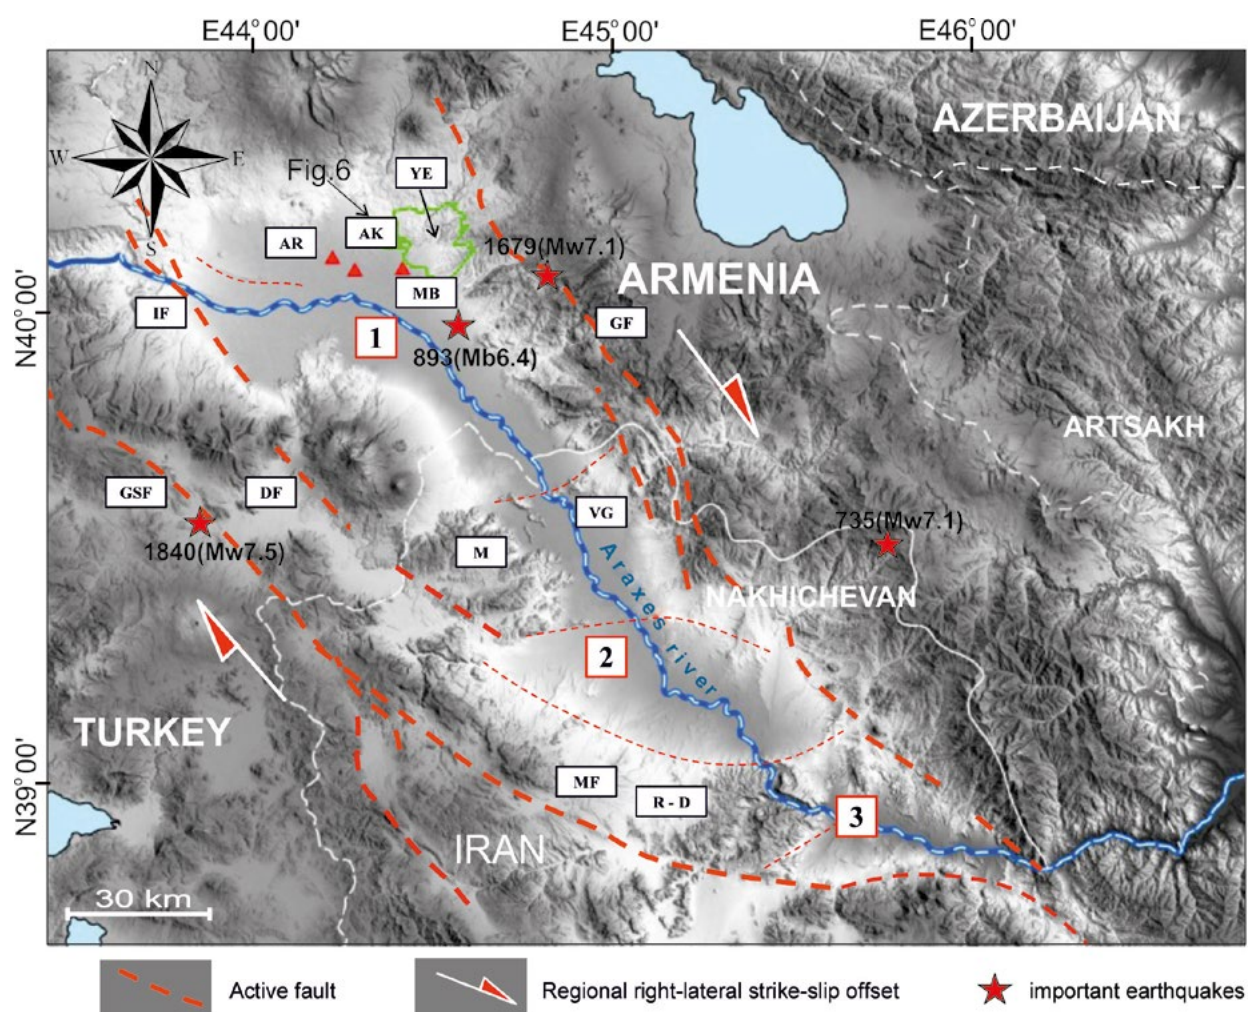 E44°00' E45°00' E46°00'
N
W E
S
Fig.6
YE
AZERBAIJAN
AR
AK
1679(Mw7.1)
ARMENIA
MB
N40°00'
IF
1
GF
893(Mb6.4)
ARTSAKH
GSF
DF
VG
735(Mw7.1)
1840(Mw7.5)
M
Araxes river
NAKHICHEVAN
2
TURKEY
N39°00'
MF
R - D
3
IRAN
30 km
Active fault
Regional right-lateral strike-slip offset
important earthquakes